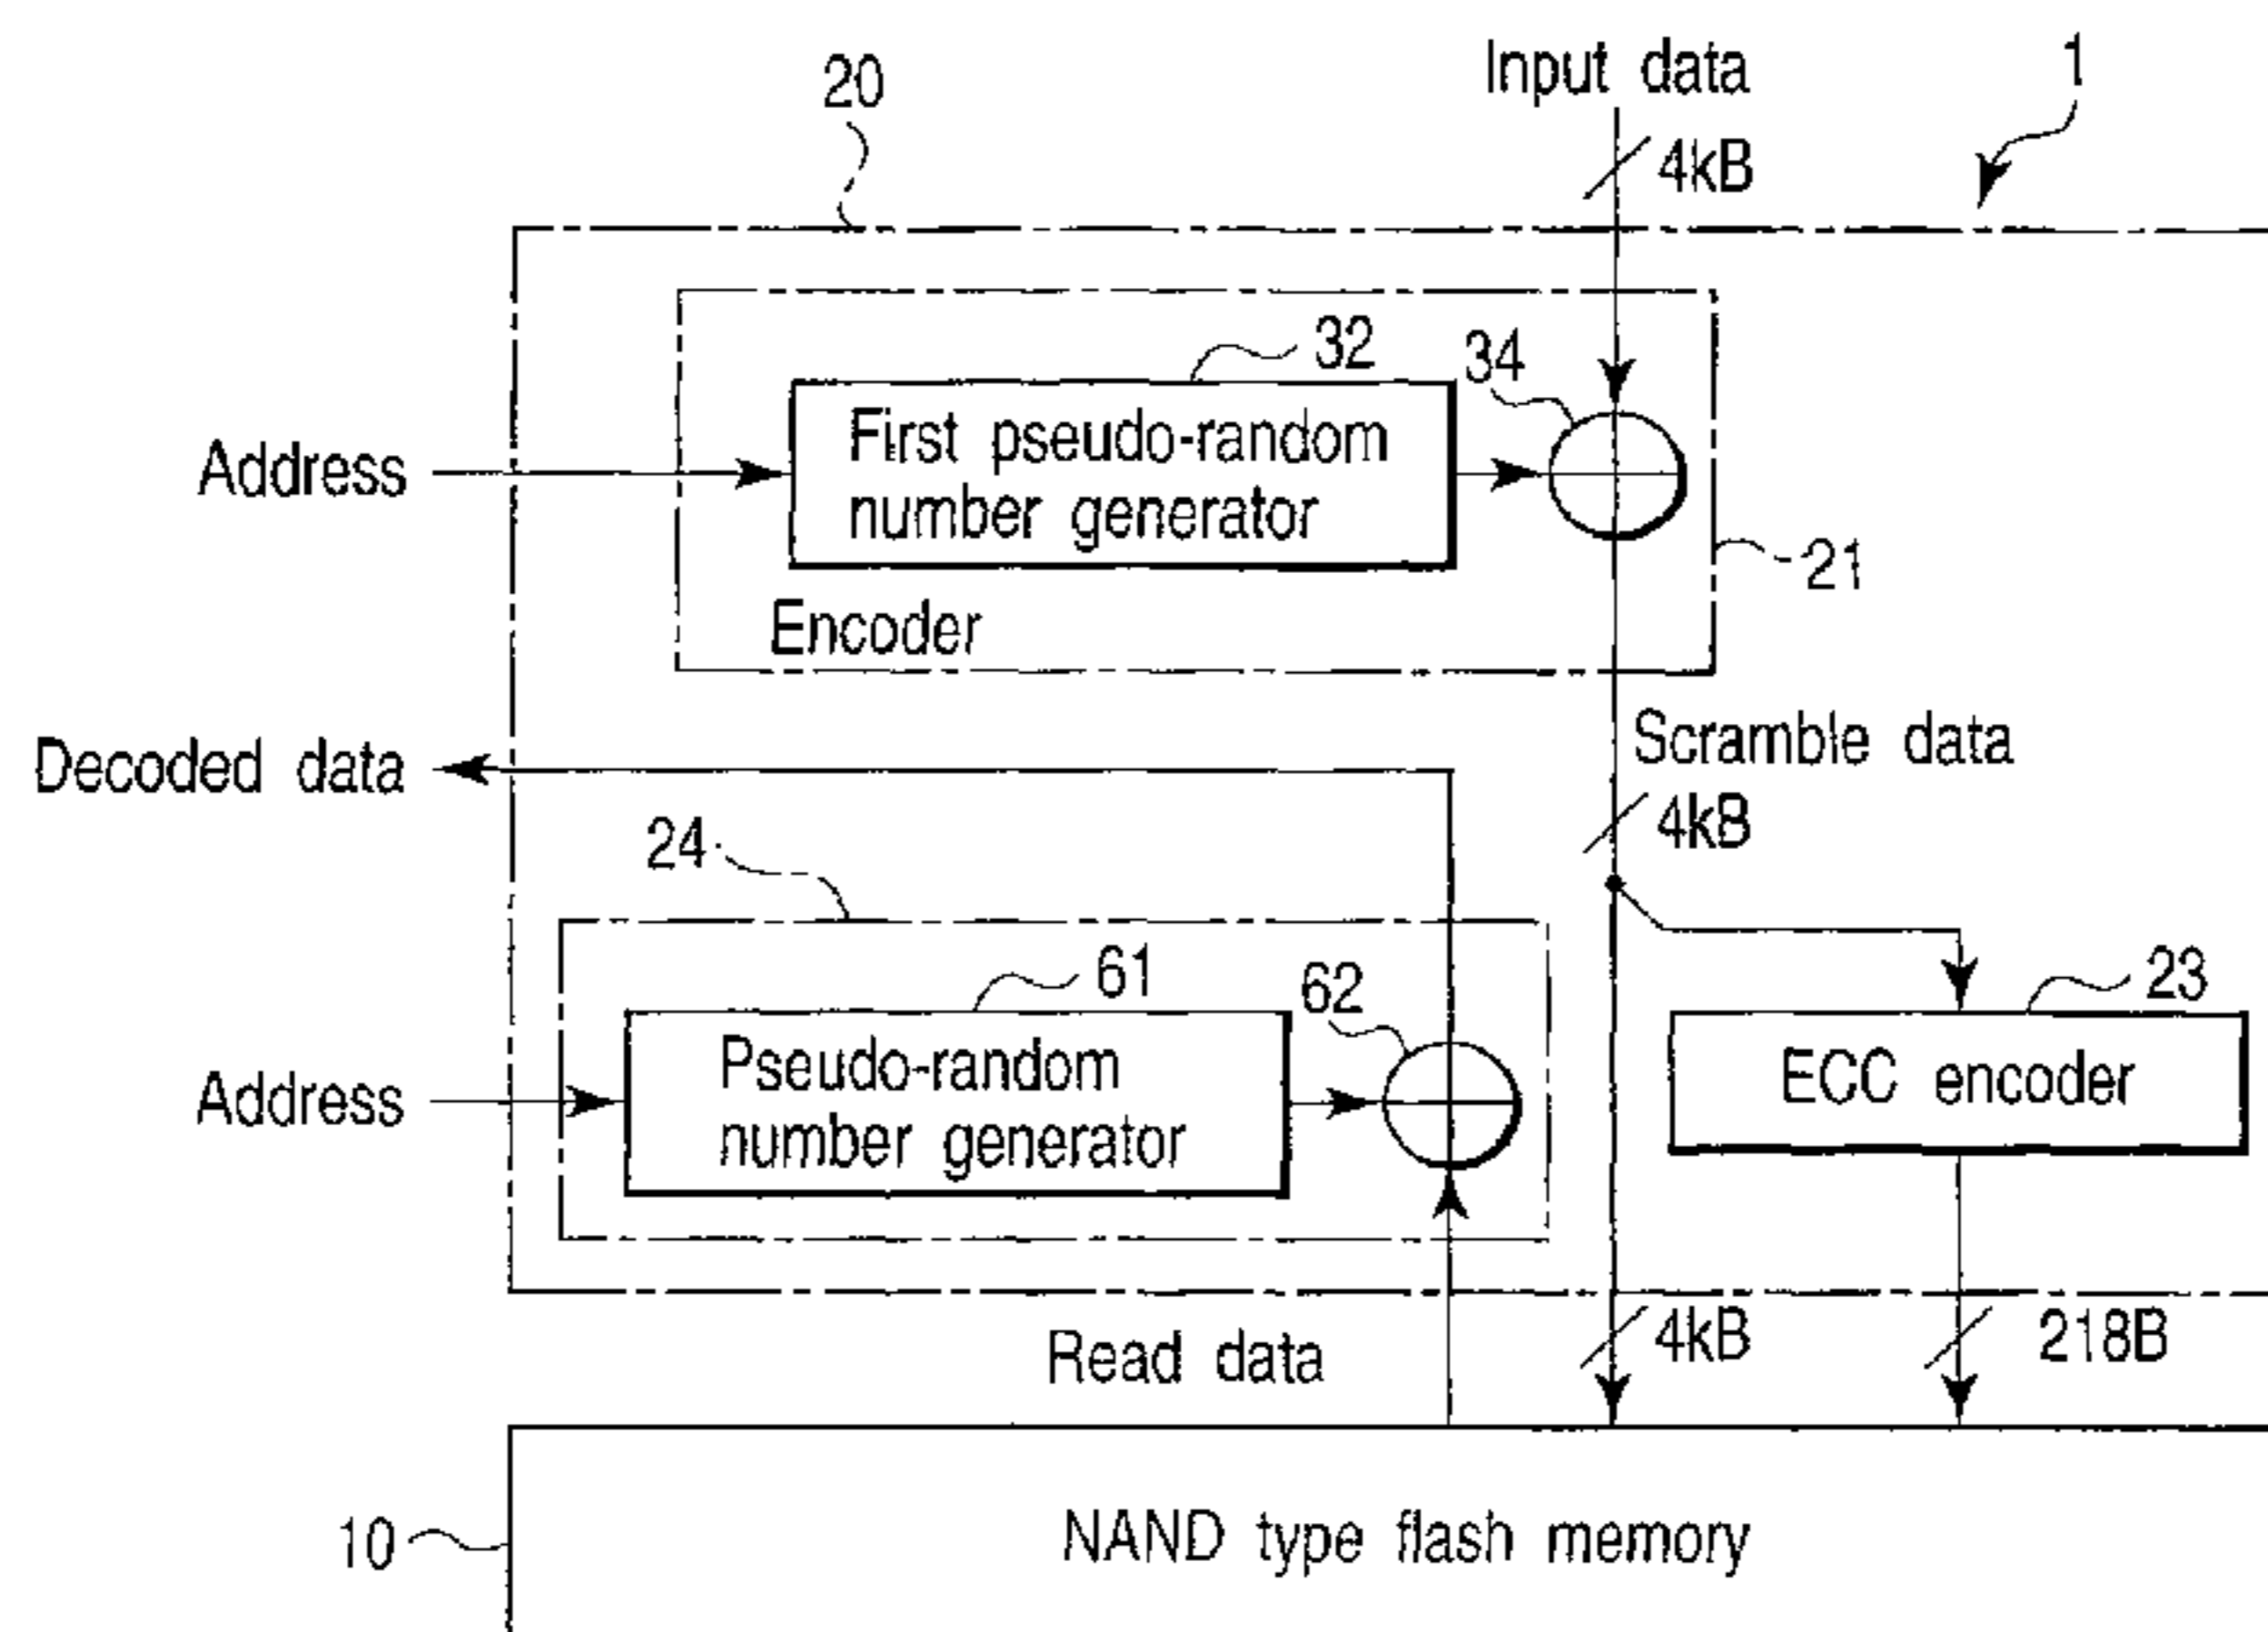 Input data
1
20
4kB
32
34
First pseudo-random
number generator
Address
21
Encoder
Scramble data
Decoded data
4kB
24
61
62
23
Pseudo-random
number generator
ECC encoder
Address
Read data
4kB
218B
10
NAND type flash memory